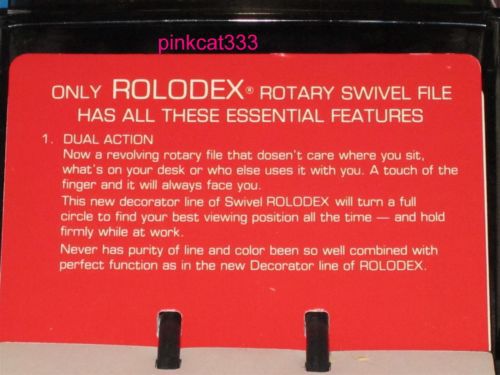 pinkcat333
ONLY ROLODEX® ROTARY SWIVEL FILE
HAS ALL THESE ESSENTIAL FEATURES
1. DUAL ACTION
Now a revolving rotary file that dosen't care where you sit,
what's on your desk or who else uses it with you. A touch of the
finger and it will always face you.
This new decorator line of Swivel ROLODEX will turn a full
circle to find your best viewing position all the time — and hold
firmly while at work.
Never has purity of line and color been so well combined with
perfect function as in the new Decorator line of ROLODEX.